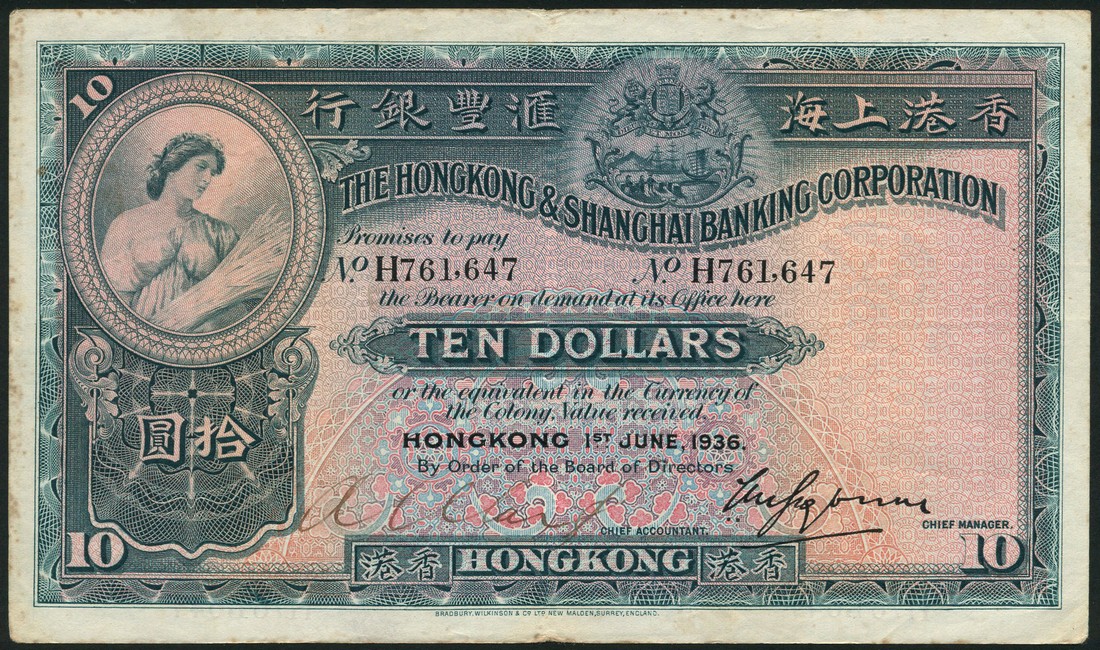 10
香港上海滙豐銀行
THE HONGKONG & SHANGHAI BANKING CORPORATION
Promises to pay
No H761,647 No H761,647
the Bearer on demand at its Office here
TEN DOLLARS
or the equivalent in the Currency of
the Colony, Value received.
HONGKONG 1ST JUNE, 1936.
By Order of the Board of Directors
拾圓
CHIEF ACCOUNTANT.
CHIEF MANAGER.
10 香港 HONGKONG 香港 10
BRADBURY, WILKINSON & CO LTD NEW MALDEN, SURREY, ENGLAND.